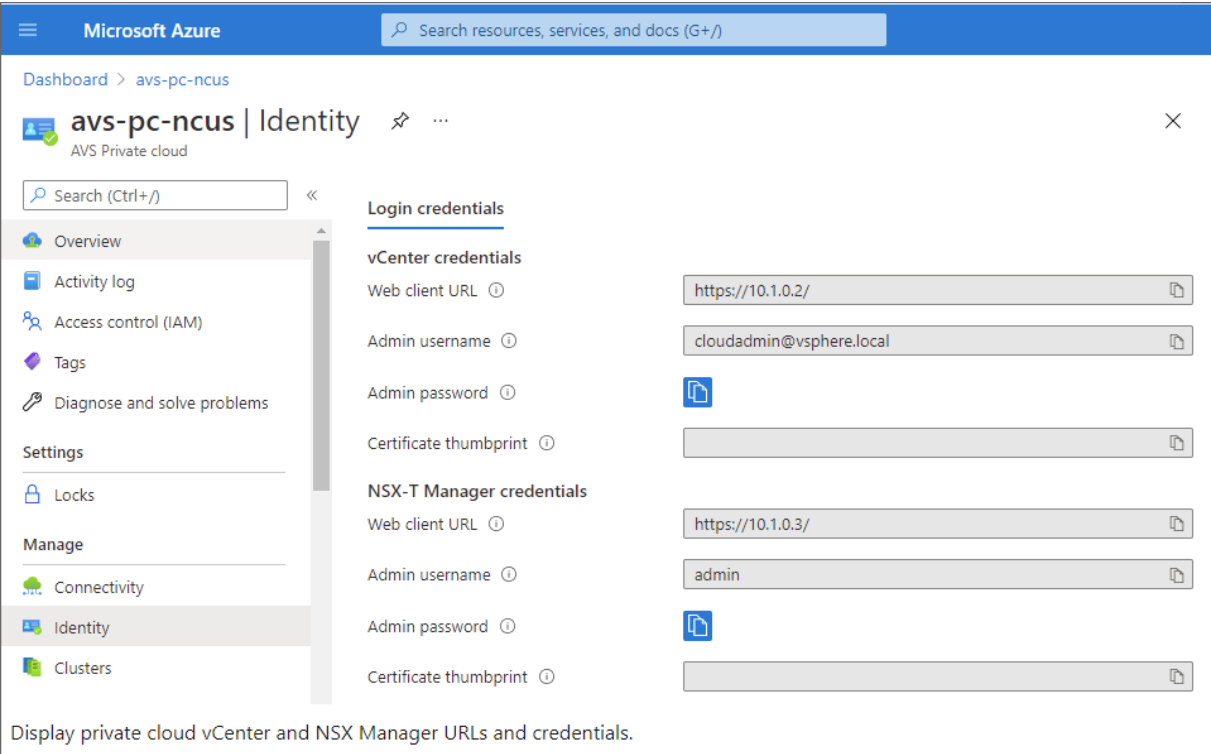 Microsoft Azure
Search resources, services, and docs (G+/)
Dashboard > avs-pc-ncus
avs-pc-ncus | Identity
...
AVS Private cloud
Search (Ctrl+/)
«
Overview
Activity log
Access control (IAM)
Tags
Diagnose and solve problems
Settings
Locks
Manage
Connectivity
Identity
Clusters
Login credentials
vCenter credentials
Web client URL
https://10.1.0.2/
Admin username
cloudadmin@vsphere.local
Admin password
Certificate thumbprint
NSX-T Manager credentials
Web client URL
https://10.1.0.3/
Admin username
admin
Admin password
Certificate thumbprint
Display private cloud vCenter and NSX Manager URLs and credentials.